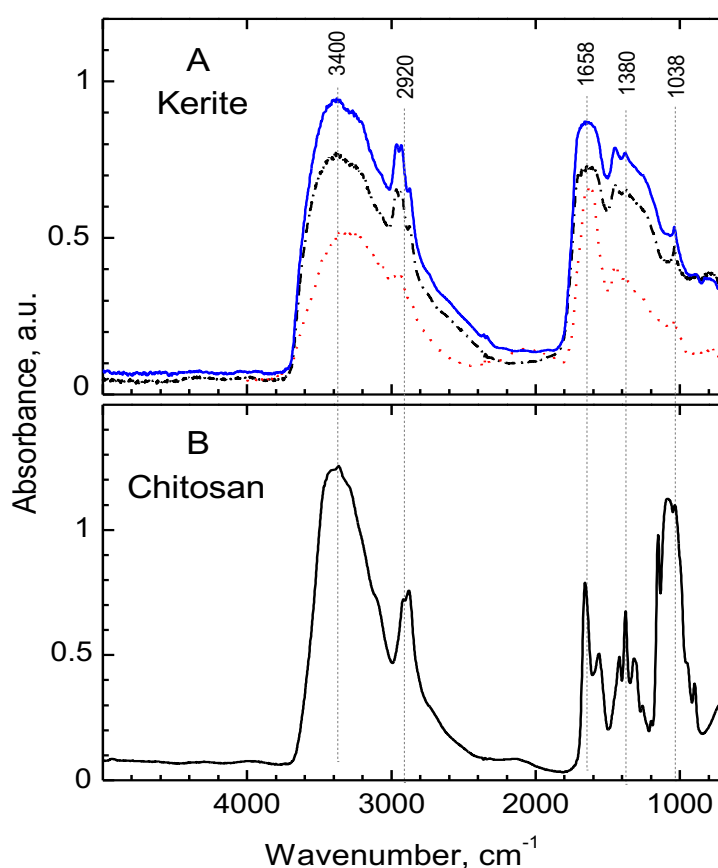 3400
2920
1658
1380
1038
A
Kerite
1
0.5
0
B
Chitosan
1
0.5
0
Absorbance, a.u.
4000 3000 2000 1000
Wavenumber, cm⁻¹